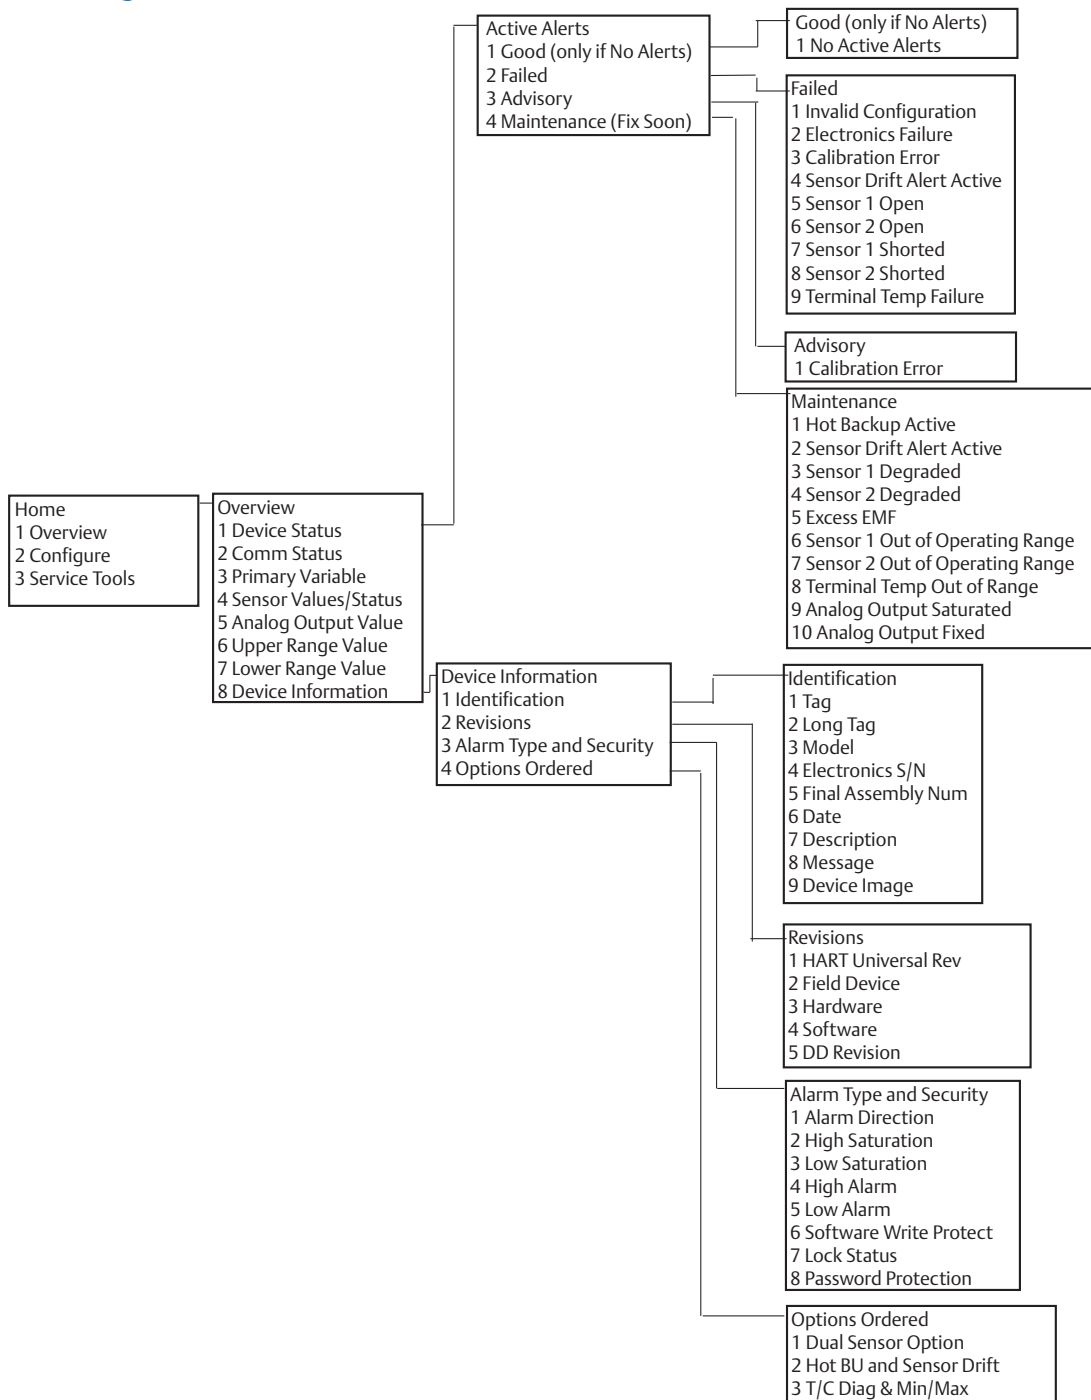 Home
1 Overview
2 Configure
3 Service Tools
Overview
1 Device Status
2 Comm Status
3 Primary Variable
4 Sensor Values/Status
5 Analog Output Value
6 Upper Range Value
7 Lower Range Value
8 Device Information
Active Alerts
1 Good (only if No Alerts)
2 Failed
3 Advisory
4 Maintenance (Fix Soon)
Good (only if No Alerts)
1 No Active Alerts
Failed
1 Invalid Configuration
2 Electronics Failure
3 Calibration Error
4 Sensor Drift Alert Active
5 Sensor 1 Open
6 Sensor 2 Open
7 Sensor 1 Shorted
8 Sensor 2 Shorted
9 Terminal Temp Failure
Advisory
1 Calibration Error
Maintenance
1 Hot Backup Active
2 Sensor Drift Alert Active
3 Sensor 1 Degraded
4 Sensor 2 Degraded
5 Excess EMF
6 Sensor 1 Out of Operating Range
7 Sensor 2 Out of Operating Range
8 Terminal Temp Out of Range
9 Analog Output Saturated
10 Analog Output Fixed
Device Information
1 Identification
2 Revisions
3 Alarm Type and Security
4 Options Ordered
Identification
1 Tag
2 Long Tag
3 Model
4 Electronics S/N
5 Final Assembly Num
6 Date
7 Description
8 Message
9 Device Image
Revisions
1 HART Universal Rev
2 Field Device
3 Hardware
4 Software
5 DD Revision
Alarm Type and Security
1 Alarm Direction
2 High Saturation
3 Low Saturation
4 High Alarm
5 Low Alarm
6 Software Write Protect
7 Lock Status
8 Password Protection
Options Ordered
1 Dual Sensor Option
2 Hot BU and Sensor Drift
3 T/C Diag & Min/Max